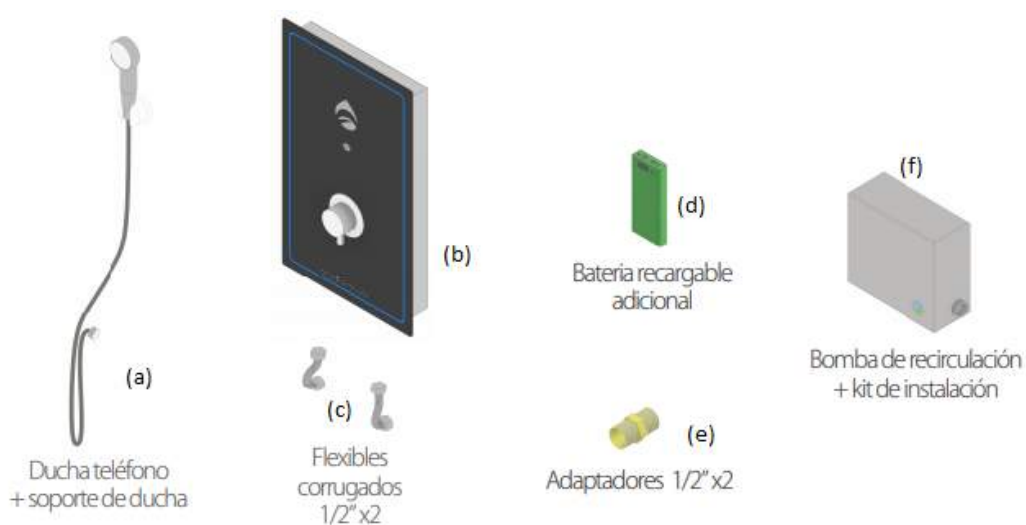 (a)
Ducha teléfono
+ soporte de ducha
(b)
(c)
Flexibles
corrugados
1/2" x2
(d)
Bateria recargable
adicional
(e)
Adaptadores 1/2" x2
(f)
Bomba de recirculación
+ kit de instalación